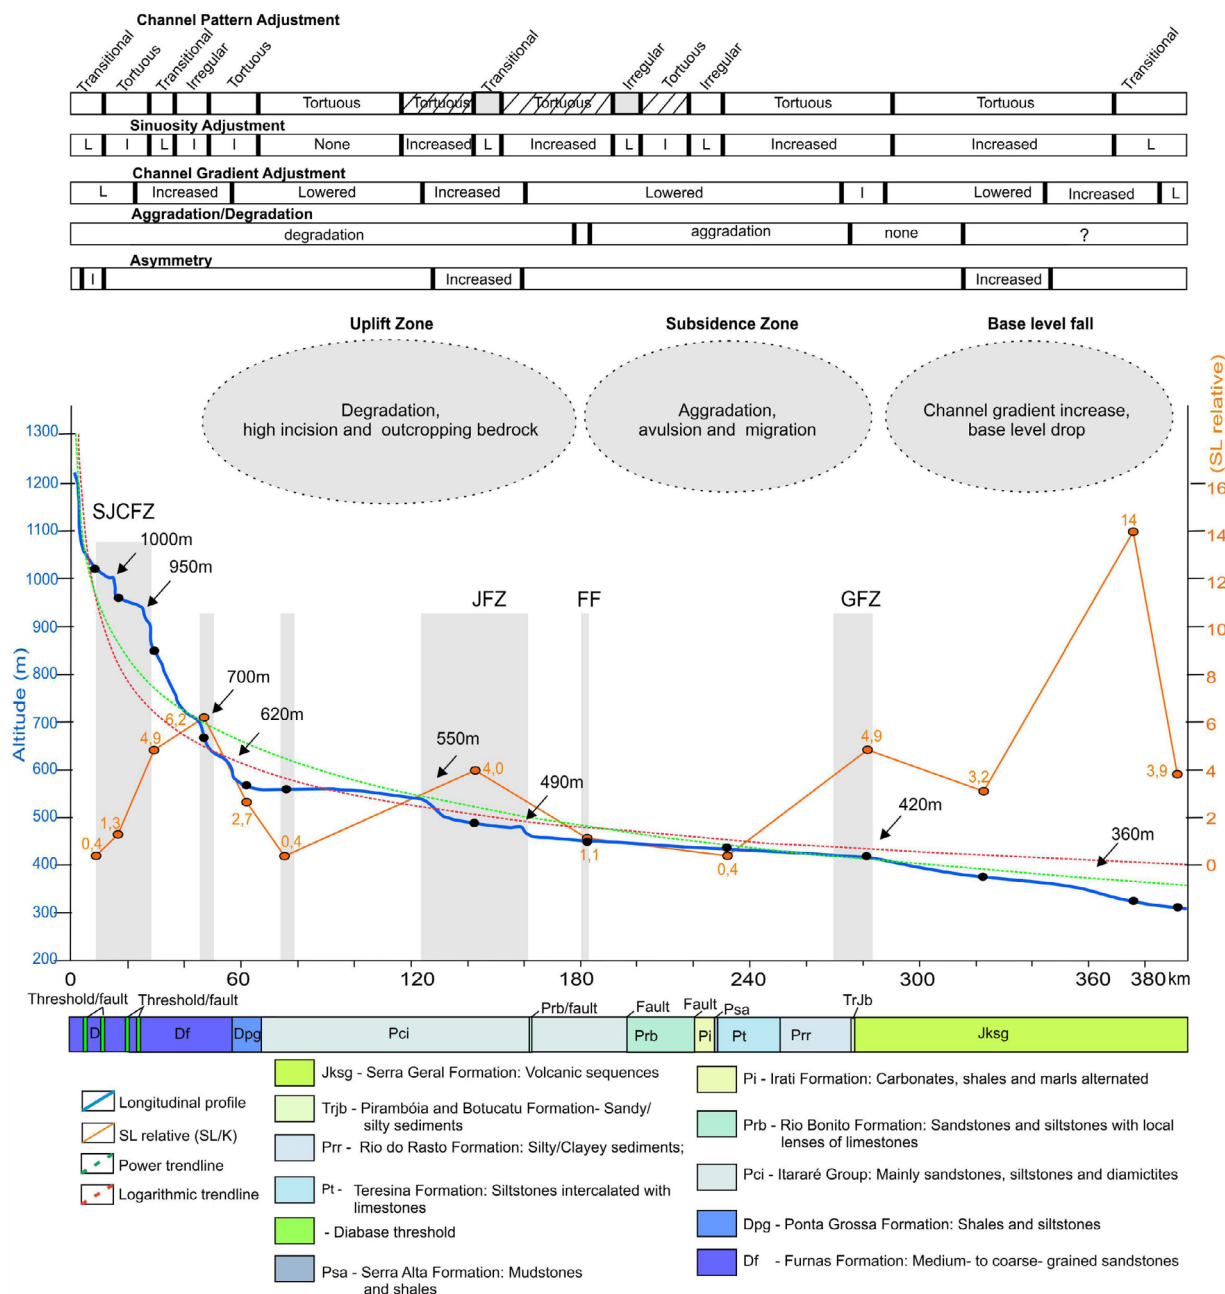 Channel Pattern Adjustment
Transitional
Tortuous
Transitional
Irregular
Tortuous
Transitional
Irregular
Tortuous
Irregular
Transitional
Tortuous Tortuous Tortuous Tortuous Tortuous
Sinuosity Adjustment
L I L I I None Increased L Increased L I L Increased Increased L
Channel Gradient Adjustment
L Increased Lowered Increased Lowered I Lowered Increased L
Aggradation/Degradation
degradation aggradation none ?
Asymmetry
I Increased Increased
Uplift Zone Subsidence Zone Base level fall
Degradation,
high incision and outcropping bedrock
Aggradation,
avulsion and migration
Channel gradient increase,
base level drop
Altitude (m)
1300
1200
1100
1000
900
800
700
600
500
400
300
200
(SL relative)
16
14
12
10
8
6
4
2
0
SJCFZ
1000m
950m
700m
620m
550m
490m
420m
360m
JFZ
FF
GFZ
0,4
1,3
4,9
6,2
2,7
0,4
4,0
1,1
0,4
4,9
3,2
14
3,9
0 60 120 180 240 300 360 380 km
Threshold/fault Threshold/fault Prb/fault Fault Fault Psa TrJb
D Df Dpg Pci Prb Pi Pt Prr Jksg
Longitudinal profile
SL relative (SL/K)
Power trendline
Logarithmic trendline
Jksg - Serra Geral Formation: Volcanic sequences
Trjb - Pirambóia and Botucatu Formation- Sandy/
silty sediments
Prr - Rio do Rasto Formation: Silty/Clayey sediments;
Pt - Teresina Formation: Siltstones intercalated with
limestones
- Diabase threshold
Psa - Serra Alta Formation: Mudstones
and shales
Pi - Irati Formation: Carbonates, shales and marls alternated
Prb - Rio Bonito Formation: Sandstones and siltstones with local
lenses of limestones
Pci - Itararé Group: Mainly sandstones, siltstones and diamictites
Dpg - Ponta Grossa Formation: Shales and siltstones
Df - Furnas Formation: Medium- to coarse- grained sandstones